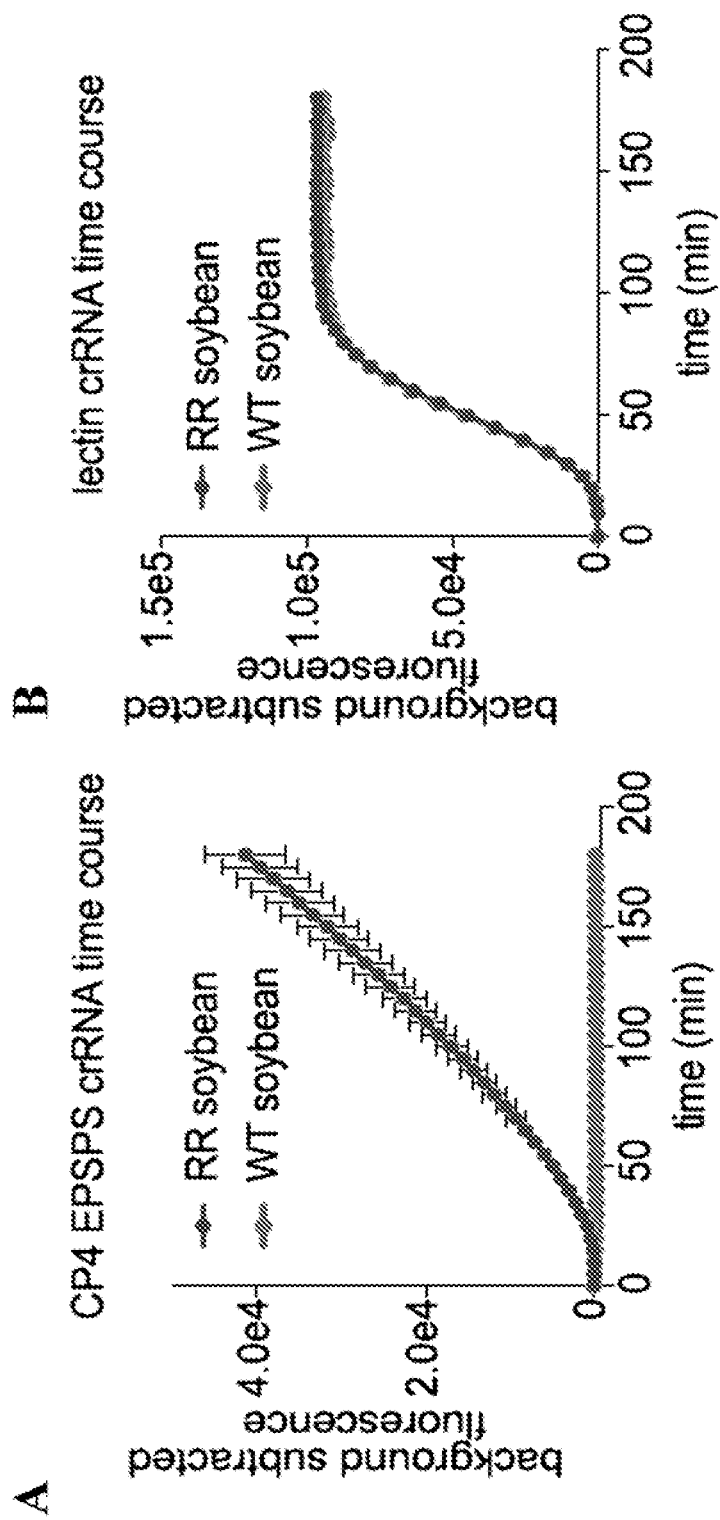 A
CP4 EPSPS crRNA time course
RR soybean
WT soybean
background subtracted
fluorescence
4.0e4
2.0e4
0
0
50
100
150
200
time (min)
B
lectin crRNA time course
RR soybean
WT soybean
background subtracted
fluorescence
1.5e5
1.0e5
5.0e4
0
0
50
100
150
200
time (min)